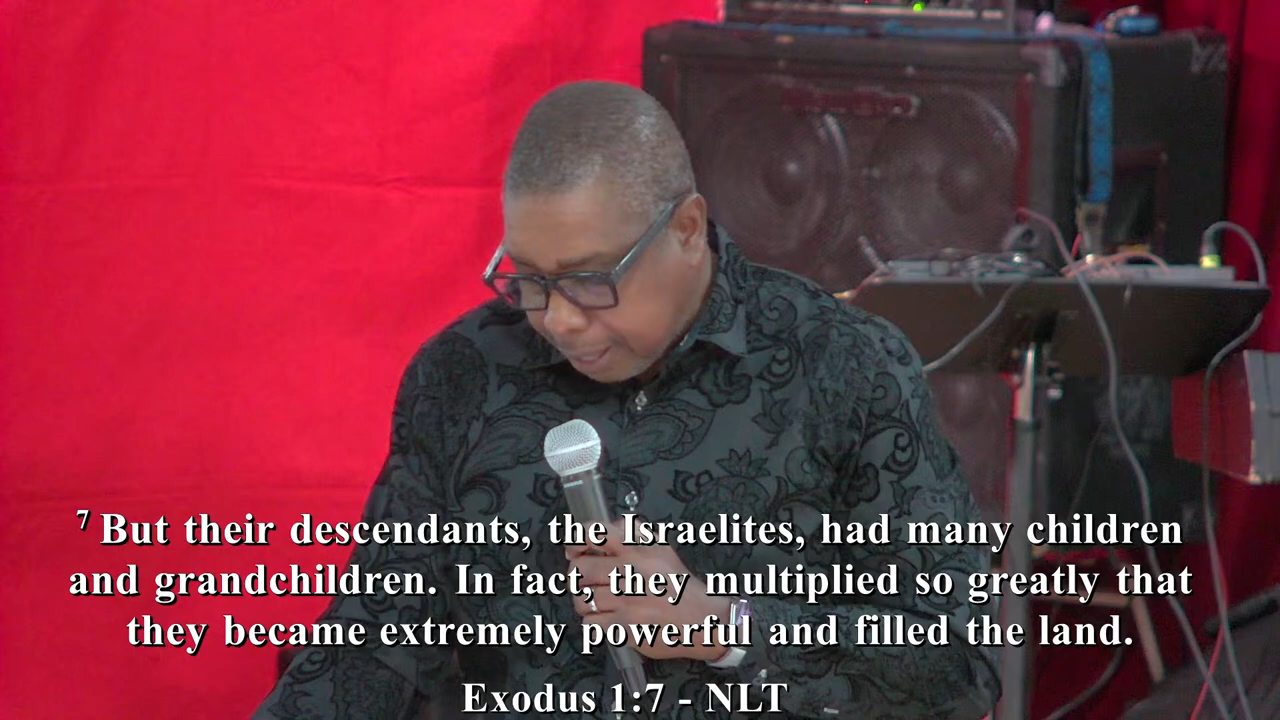 7 But their descendants, the Israelites, had many children
and grandchildren. In fact, they multiplied so greatly that
they became extremely powerful and filled the land.
Exodus 1:7 - NLT